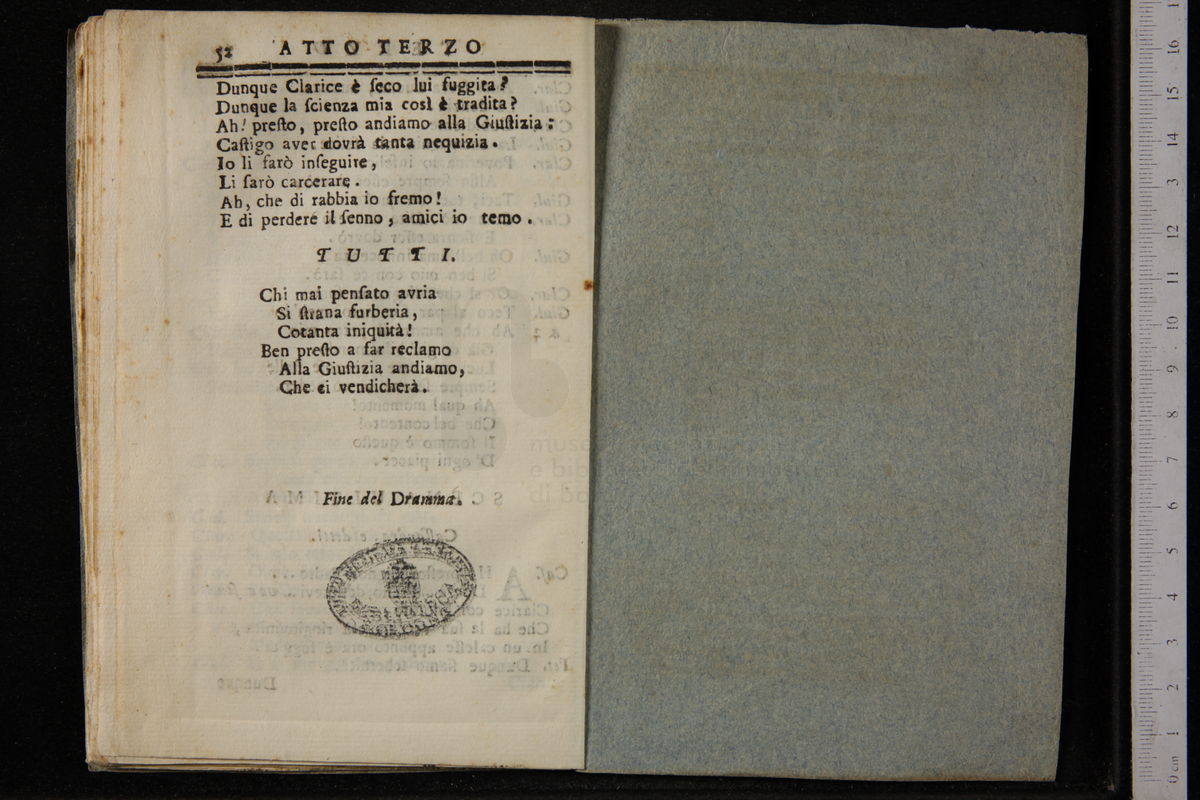 52 ATTO TERZO
Dunque Clarice è ſeco lui fuggita?
Dunque la ſcienza mia così è tradita?
Ah! preſto, preſto andiamo alla Giuſtizia:
Caſtigo aver dovrà tanta nequizia.
Io li farò inſeguire,
Li farò carcerare.
Ah, che di rabbia io fremo!
E di perdere il ſenno, amici io temo.
TUTTI.
Chi mai penſato avria
Si ſtrana furberia,
Cotanta iniquità!
Ben preſto a far reclamo
Alla Giuſtizia andiamo,
Che ci vendicherà.
Fine del Dramma.